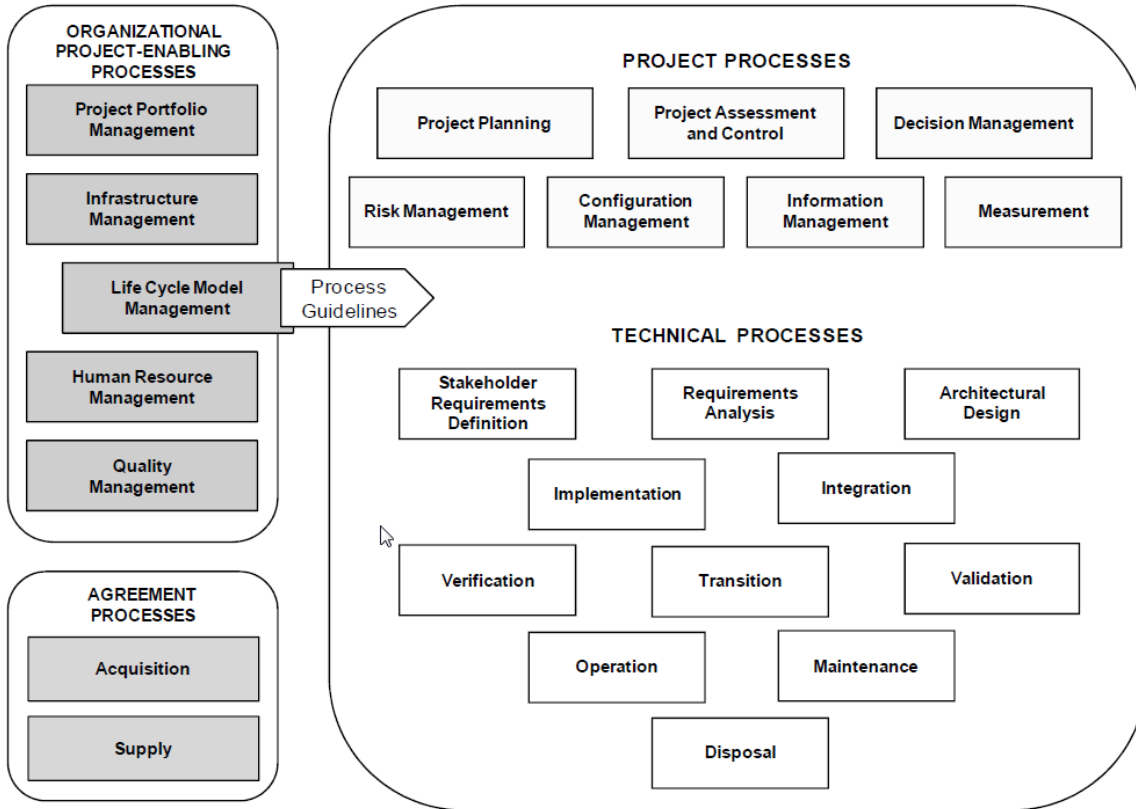 ORGANIZATIONAL
PROJECT-ENABLING
PROCESSES
Project Portfolio
Management
Infrastructure
Management
Life Cycle Model
Management
Human Resource
Management
Quality
Management
AGREEMENT
PROCESSES
Acquisition
Supply
Process
Guidelines
PROJECT PROCESSES
Project Planning
Project Assessment
and Control
Decision Management
Risk Management
Configuration
Management
Information
Management
Measurement
TECHNICAL PROCESSES
Stakeholder
Requirements
Definition
Requirements
Analysis
Architectural
Design
Implementation
Integration
Verification
Transition
Validation
Operation
Maintenance
Disposal